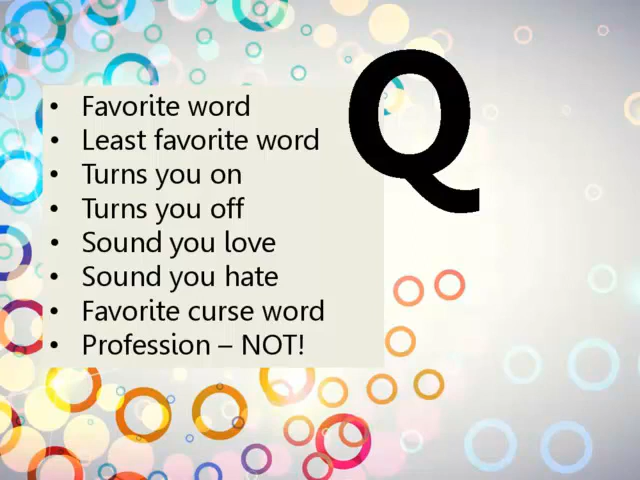 Q
• Favorite word
• Least favorite word
• Turns you on
• Turns you off
• Sound you love
• Sound you hate
• Favorite curse word
• Profession – NOT!